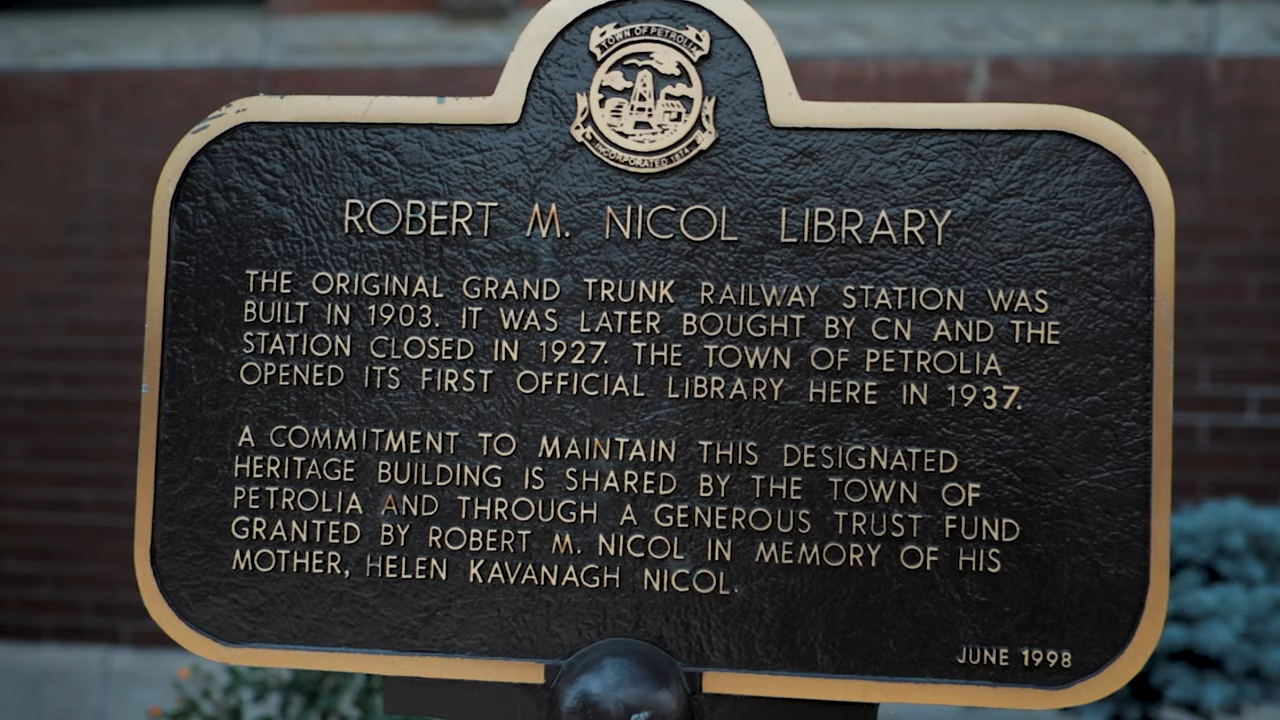 TOWN OF PETROLIA
INCORPORATED 1874
ROBERT M. NICOL LIBRARY
THE ORIGINAL GRAND TRUNK RAILWAY STATION WAS
BUILT IN 1903. IT WAS LATER BOUGHT BY CN AND THE
STATION CLOSED IN 1927. THE TOWN OF PETROLIA
OPENED ITS FIRST OFFICIAL LIBRARY HERE IN 1937.
A COMMITMENT TO MAINTAIN THIS DESIGNATED
HERITAGE BUILDING IS SHARED BY THE TOWN OF
PETROLIA AND THROUGH A GENEROUS TRUST FUND
GRANTED BY ROBERT M. NICOL IN MEMORY OF HIS
MOTHER, HELEN KAVANAGH NICOL.
JUNE 1998